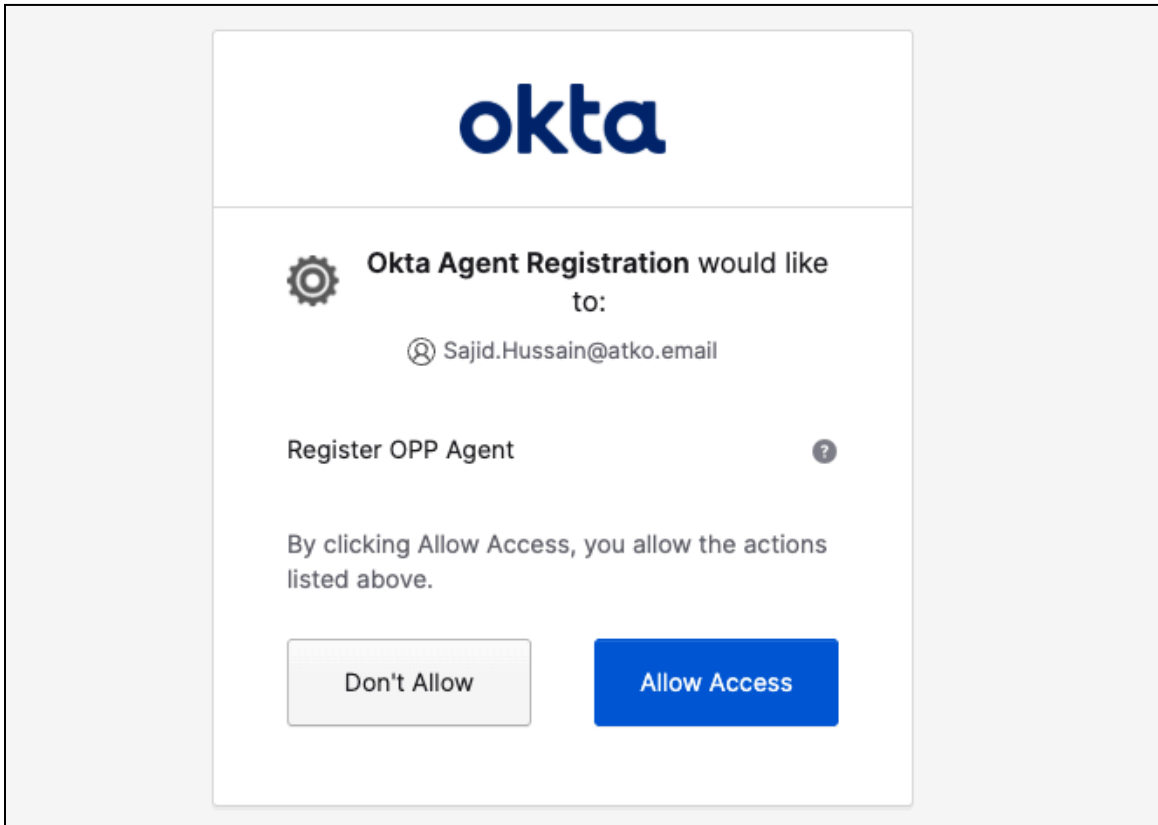 okta
Okta Agent Registration would like
to:
Sajid.Hussain@atko.email
Register OPP Agent
?
By clicking Allow Access, you allow the actions
listed above.
Don't Allow
Allow Access